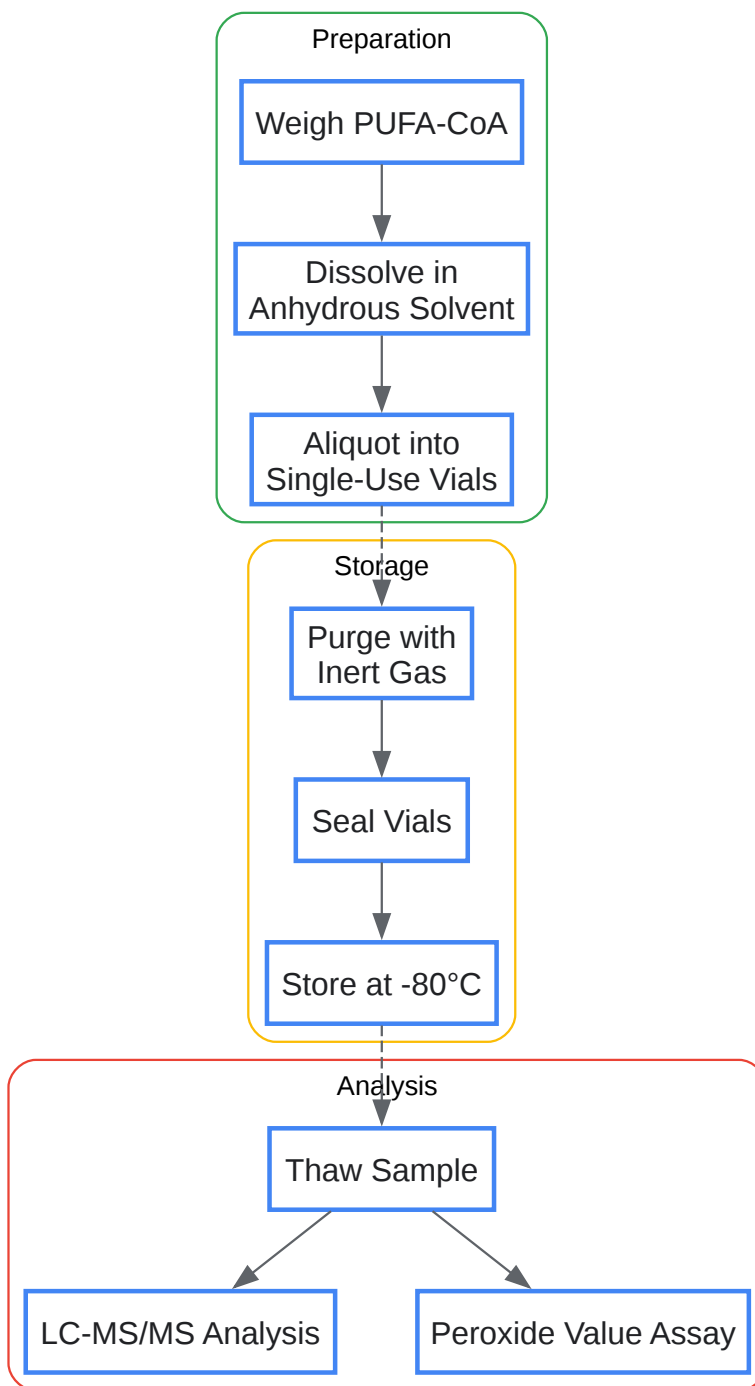 Preparation
Weigh PUFA-CoA
Dissolve in
Anhydrous Solvent
Aliquot into
Single-Use Vials
Storage
Purge with
Inert Gas
Seal Vials
Store at -80°C
Analysis
Thaw Sample
LC-MS/MS Analysis
Peroxide Value Assay